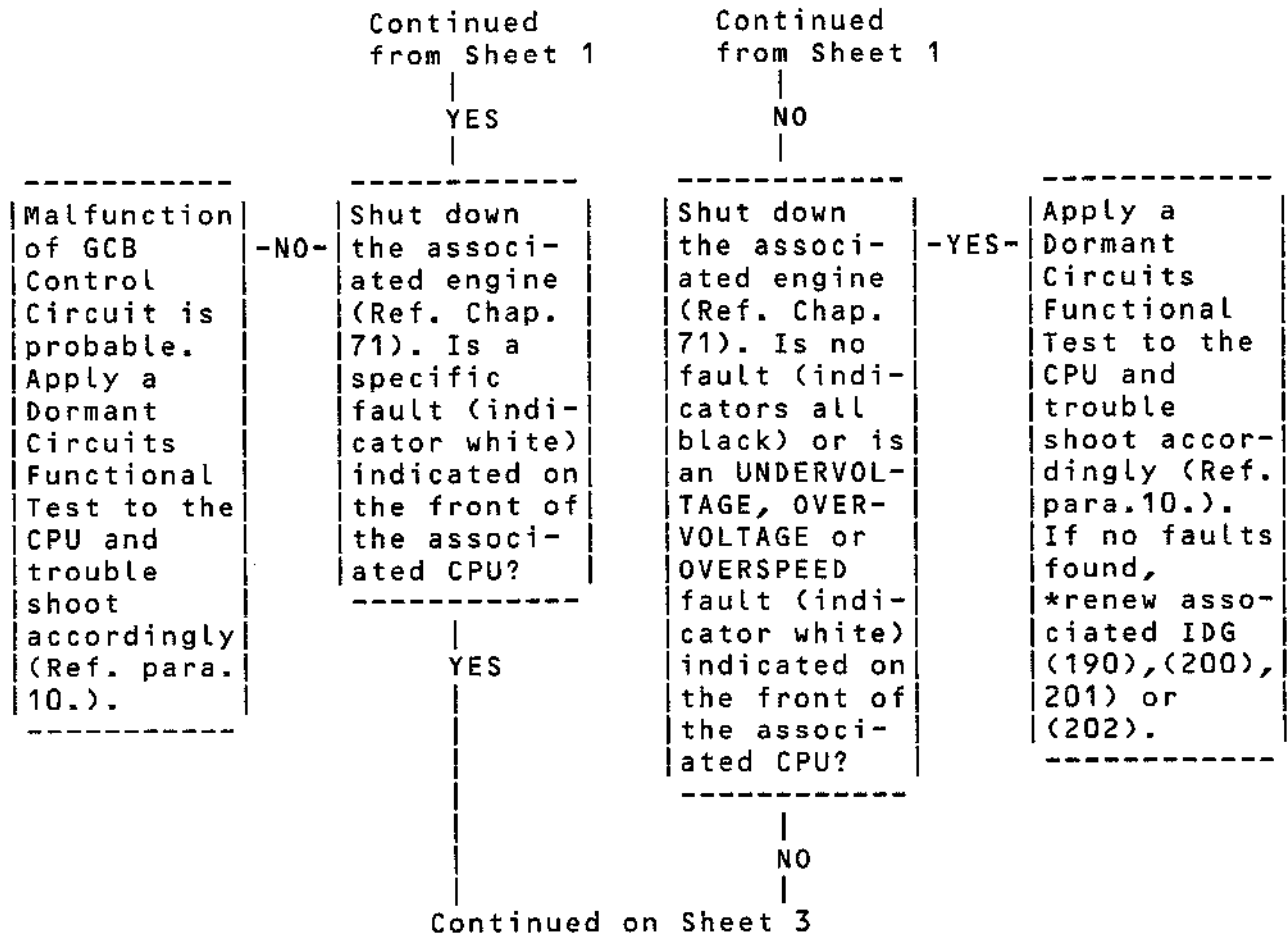 Continued
from Sheet 1
YES
Continued
from Sheet 1
NO
Malfunction
of GCB
Control
Circuit is
probable.
Apply a
Dormant
Circuits
Functional
Test to the
CPU and
trouble
shoot
accordingly
(Ref. para.
10.).
-NO-
Shut down
the associ-
ated engine
(Ref. Chap.
71). Is a
specific
fault (indi-
cator white)
indicated on
the front of
the associ-
ated CPU?
YES
Shut down
the associ-
ated engine
(Ref. Chap.
71). Is no
fault (indi-
cators all
black) or is
an UNDERVOL-
TAGE, OVER-
VOLTAGE or
OVERSPEED
fault (indi-
cator white)
indicated on
the front of
the associ-
ated CPU?
-YES-
Apply a
Dormant
Circuits
Functional
Test to the
CPU and
trouble
shoot accor-
dingly (Ref.
para.10.).
If no faults
found,
*renew asso-
ciated IDG
(190),(200),
201) or
(202).
NO
Continued on Sheet 3